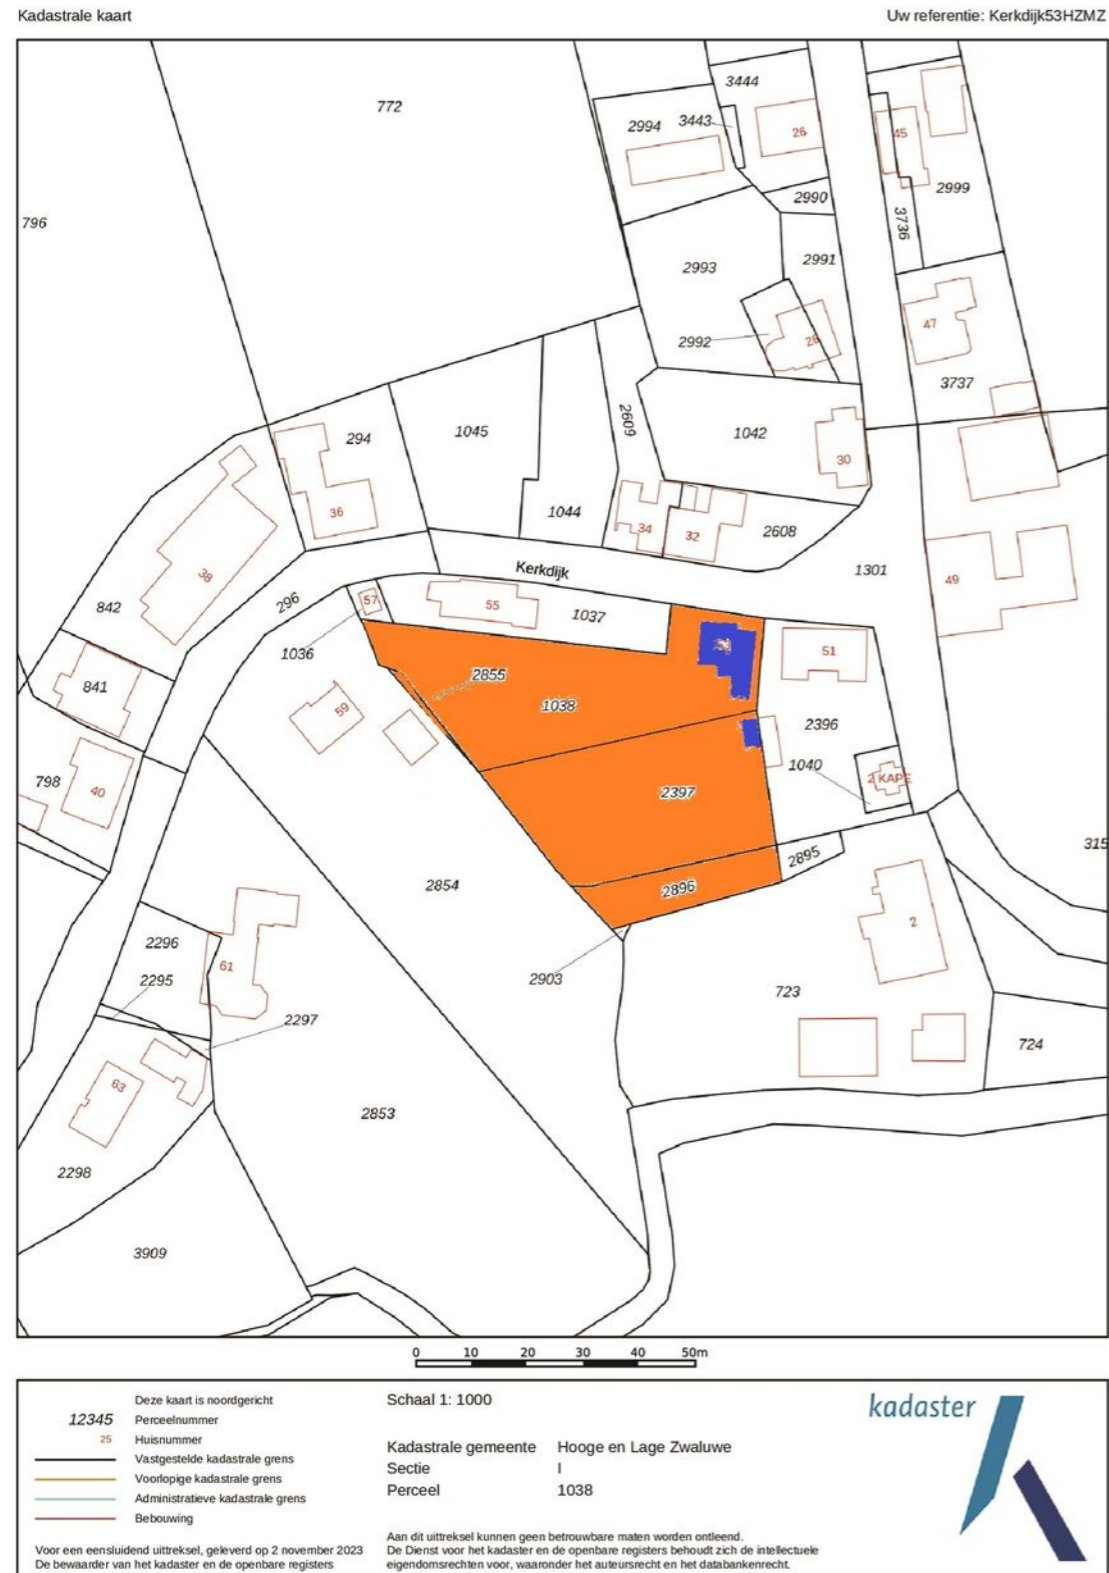 Kadastrale kaart
Uw referentie: Kerkdijk53HZMZ
772
3444
2994
3443
26
45
2990
2999
796
3736
2993
2991
2992
28
47
3737
294
1045
2609
1042
30
36
1044
34
32
2608
38
Kerkdijk
1301
49
842
296
57
55
1037
1036
51
841
2855
59
1038
2396
798
40
1040
2 KAPE
2397
315
2895
2854
2896
2
2296
61
2295
2903
723
2297
724
63
2853
2298
3909
0 10 20 30 40 50m
Deze kaart is noordgericht
12345 Perceelnummer
25 Huisnummer
Vastgestelde kadastrale grens
Voorlopige kadastrale grens
Administratieve kadastrale grens
Bebouwing
Voor een eensluidend uittreksel, geleverd op 2 november 2023
De bewaarder van het kadaster en de openbare registers
Schaal 1: 1000
Kadastrale gemeente Hooge en Lage Zwaluwe
Sectie I
Perceel 1038
Aan dit uittreksel kunnen geen betrouwbare maten worden ontleend.
De Dienst voor het kadaster en de openbare registers behoudt zich de intellectuele
eigendomsrechten voor, waaronder het auteursrecht en het databankenrecht.
kadaster